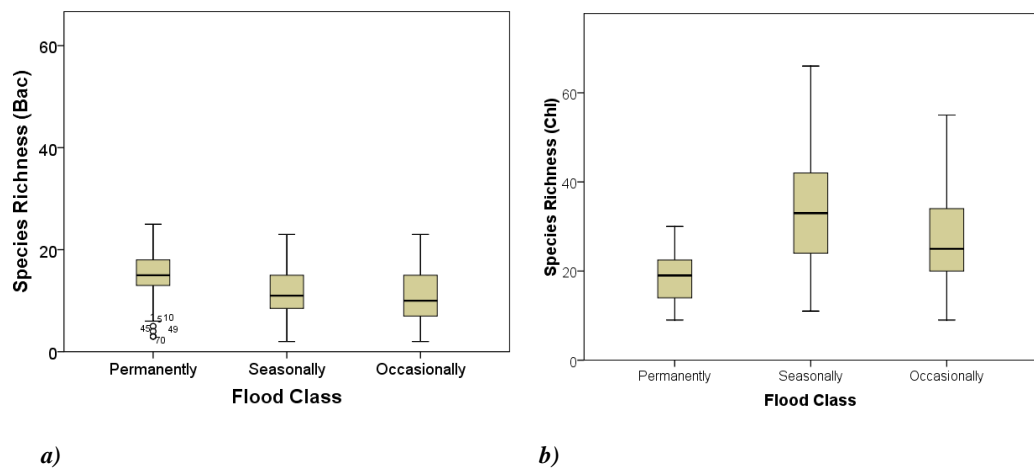 Species Richness (Bac)
60
40
20
0
45
10
49
70
Permanently Seasonally Occasionally
Flood Class
a)
Species Richness (Chl)
60
40
20
0
Permanently Seasonally Occasionally
Flood Class
b)